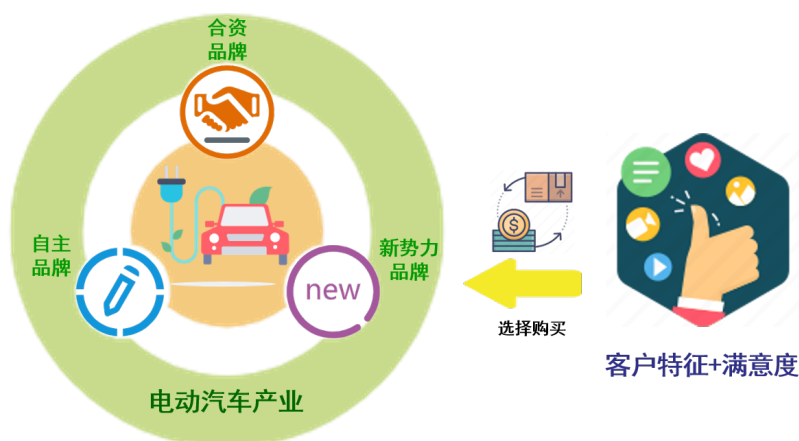 合资
品牌
自主
品牌
new
新势力
品牌
电动汽车产业
选择购买
客户特征+满意度